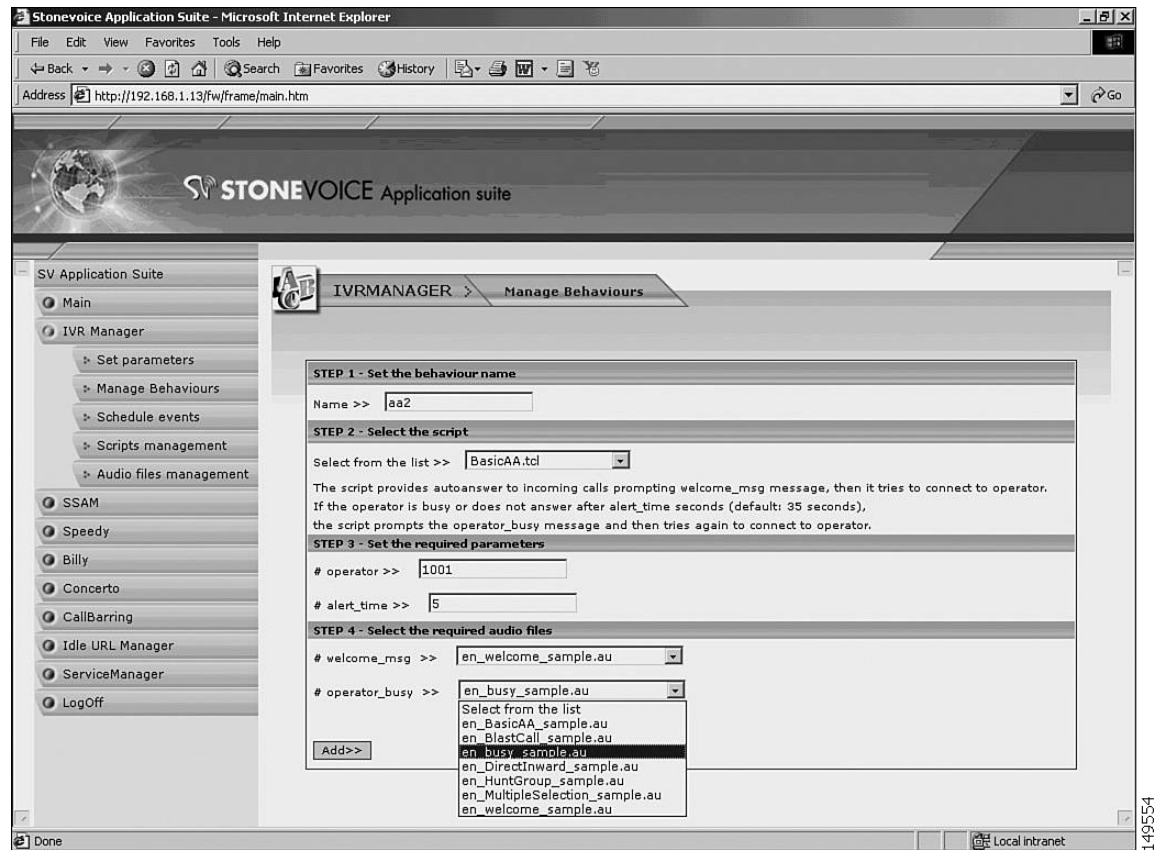 Stonevoice Application Suite - Microsoft Internet Explorer
File Edit View Favorites Tools Help
Back Search Favorites History
Address http://192.168.1.13/fw/frame/main.htm Go
SV STONEVOICE Application suite
SV Application Suite
Main
IVR Manager
Set parameters
Manage Behaviours
Schedule events
Scripts management
Audio files management
SSAM
Speedy
Billy
Concerto
CallBarring
Idle URL Manager
ServiceManager
LogOff
ABC
IVRMANAGER > Manage Behaviours
STEP 1 - Set the behaviour name
Name >> aa2
STEP 2 - Select the script
Select from the list >> BasicAA.tcl
The script provides autoanswer to incoming calls prompting welcome_msg message, then it tries to connect to operator.
If the operator is busy or does not answer after alert_time seconds (default: 35 seconds),
the script prompts the operator_busy message and then tries again to connect to operator.
STEP 3 - Set the required parameters
# operator >> 1001
# alert_time >> 5
STEP 4 - Select the required audio files
# welcome_msg >> en_welcome_sample.au
# operator_busy >> en_busy_sample.au
Select from the list
en_BasicAA_sample.au
en_BlastCall_sample.au
en_busy_sample.au
en_DirectInward_sample.au
en_HuntGroup_sample.au
en_MultipleSelection_sample.au
en_welcome_sample.au
Add>>
Done Local intranet
149554